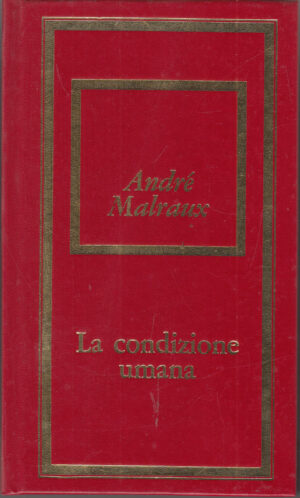 André
Malraux
La condizione
umana